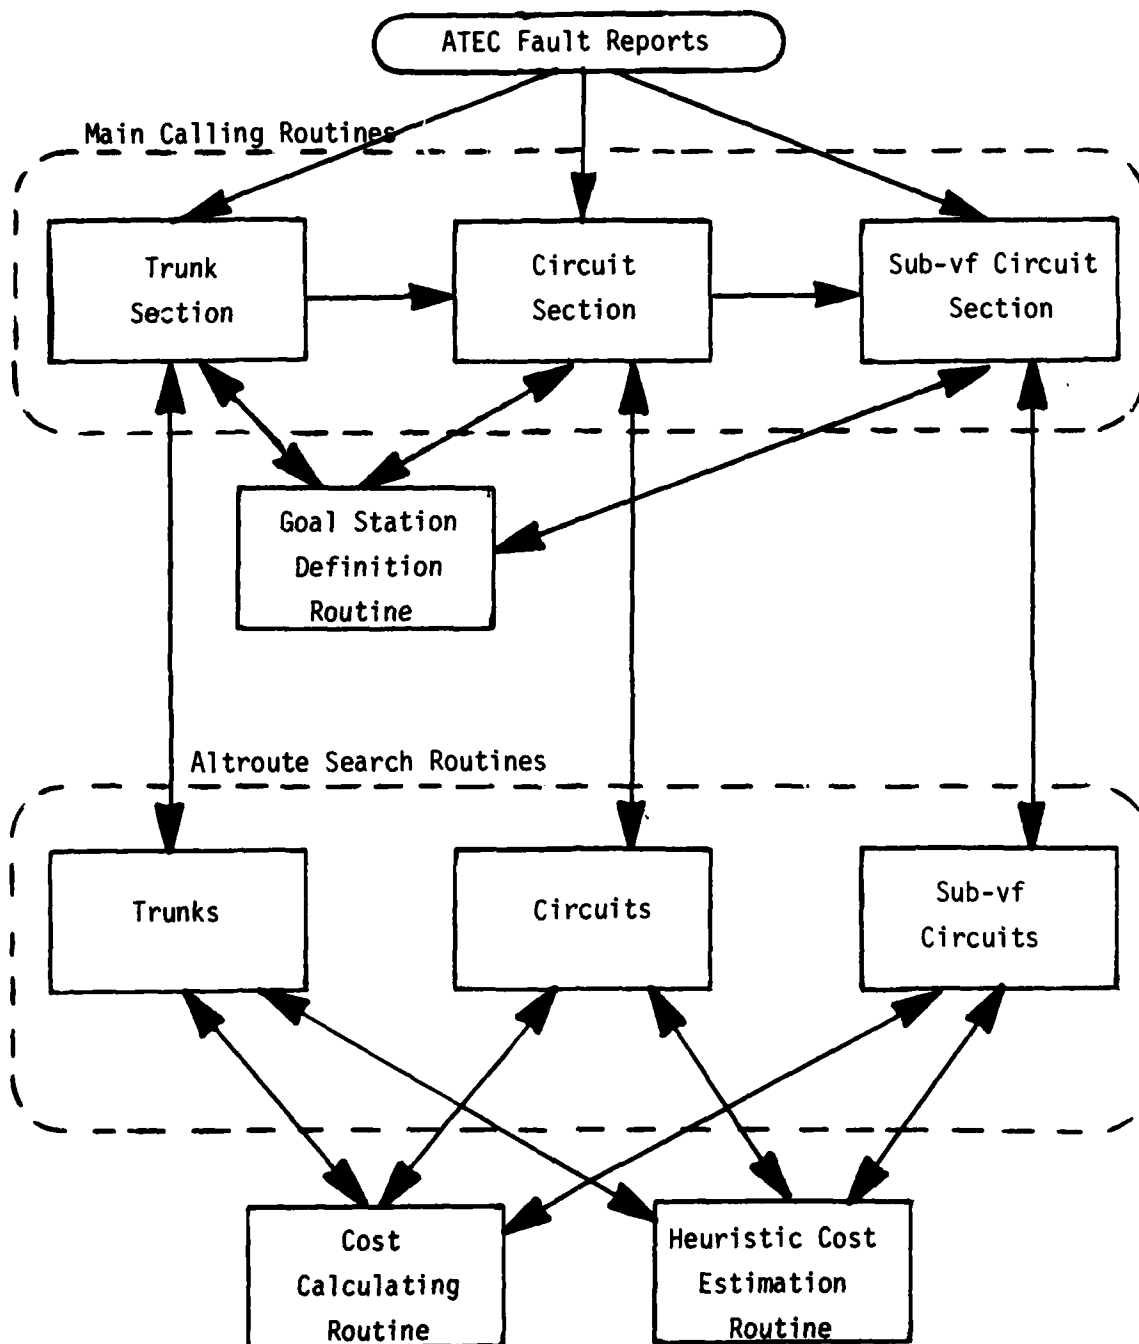 ATEC Fault Reports
Main Calling Routines
Trunk
Section
Circuit
Section
Sub-vf Circuit
Section
Goal Station
Definition
Routine
Altroute Search Routines
Trunks
Circuits
Sub-vf
Circuits
Cost
Calculating
Routine
Heuristic Cost
Estimation
Routine